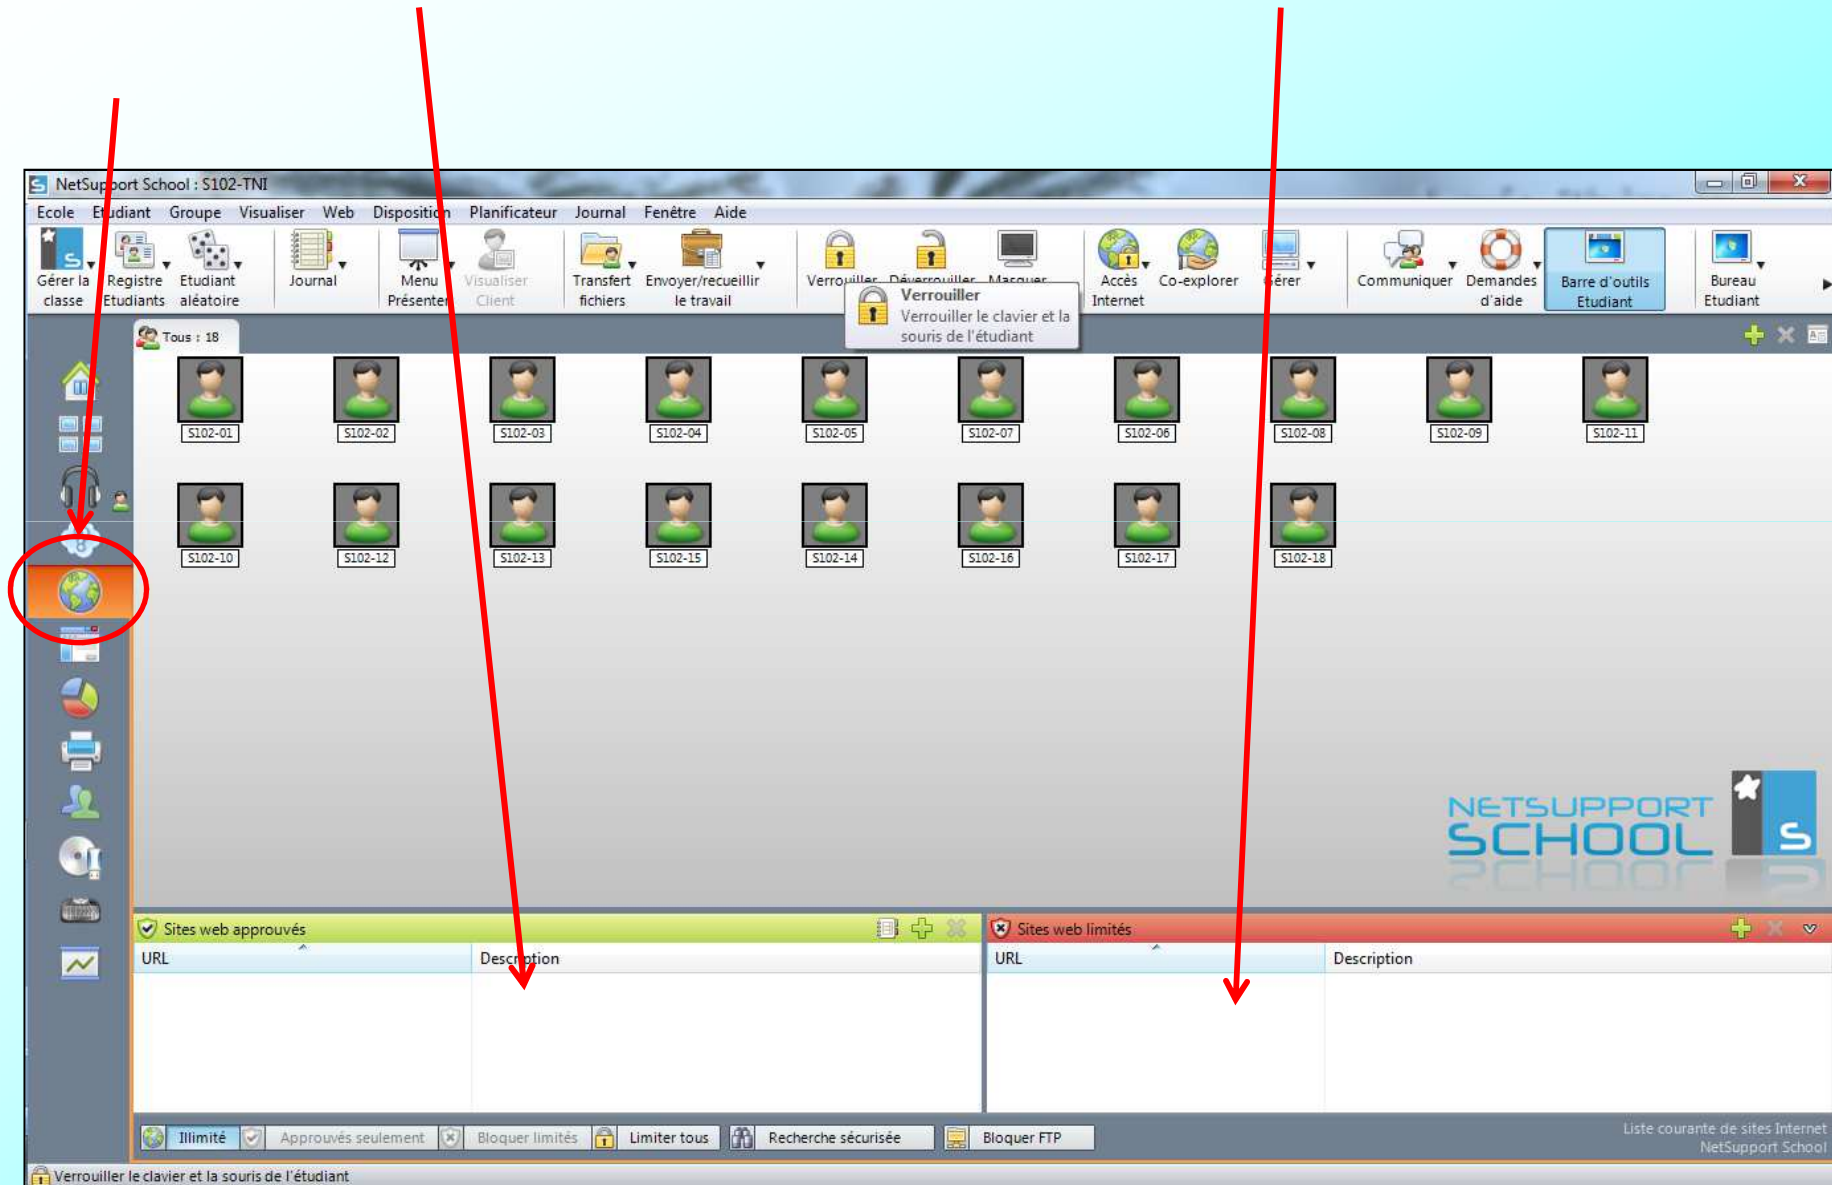 NetSupport School : S102-TNI
Ecole Etudiant Groupe Visualiser Web Disposition Planificateur Journal Fenêtre Aide
Gérer la classe
Registre Etudiants
Etudiant aléatoire
Journal
Menu Présenter
Visualiser Client
Transfert fichiers
Envoyer/recueillir le travail
Verrouiller
Déverrouiller
Masquer
Accès Internet
Co-explorer
Gérer
Communiquer
Demandes d'aide
Barre d'outils Etudiant
Bureau Etudiant
Verrouiller
Verrouiller le clavier et la
souris de l'étudiant
Tous : 18
S102-01 S102-02 S102-03 S102-04 S102-05 S102-07 S102-06 S102-08 S102-09 S102-11
S102-10 S102-12 S102-13 S102-15 S102-14 S102-16 S102-17 S102-18
NETSUPPORT
SCHOOL
Sites web approuvés
URL Description
Sites web limités
URL Description
Illimité Approuvés seulement Bloquer limités Limiter tous Recherche sécurisée Bloquer FTP
Liste courante de sites Internet
NetSupport School
Verrouiller le clavier et la souris de l'étudiant